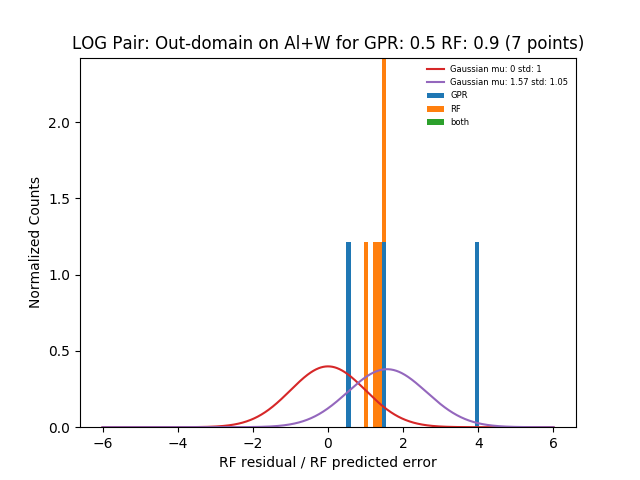 LOG Pair: Out-domain on Al+W for GPR: 0.5 RF: 0.9 (7 points)
Gaussian mu: 0 std: 1
Gaussian mu: 1.57 std: 1.05
GPR
RF
both
Normalized Counts
2.0
1.5
1.0
0.5
0.0
−6 −4 −2 0 2 4 6
RF residual / RF predicted error